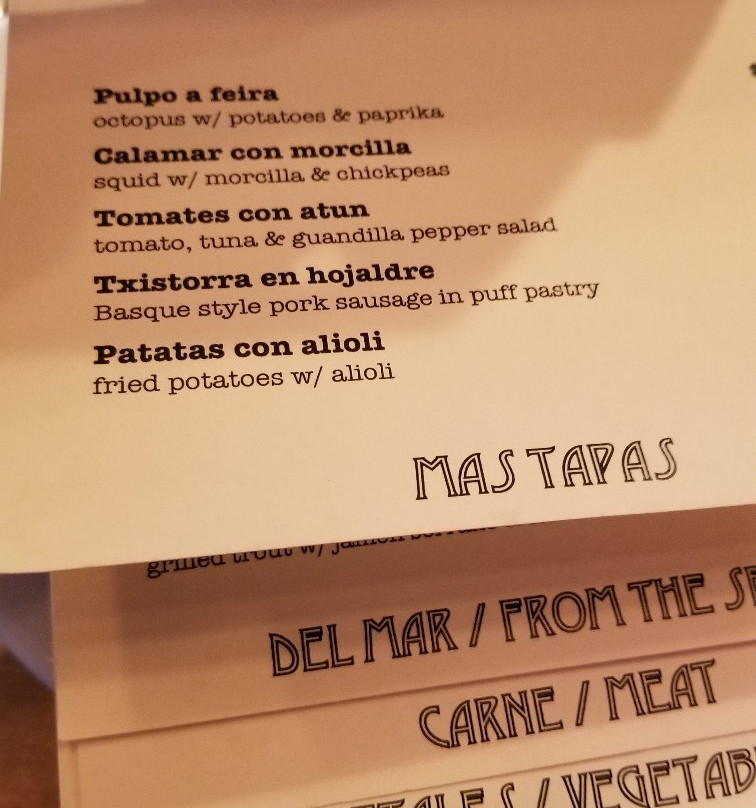 Pulpo a feira
octopus w/ potatoes & paprika
Calamar con morcilla
squid w/ morcilla & chickpeas
Tomates con atun
tomato, tuna & guandilla pepper salad
Txistorra en hojaldre
Basque style pork sausage in puff pastry
Patatas con alioli
fried potatoes w/ alioli
MAS TAPAS
grilled trout w/ jamon
DEL MAR / FROM THE
CARNE / MEAT
/ VEGETAB